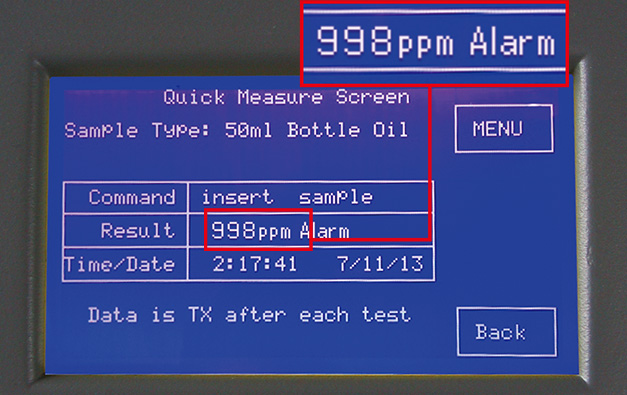 998ppm Alarm
Quick Measure Screen
Sample Type: 50ml Bottle Oil
MENU
Command insert sample
Result 998ppm Alarm
Time/Date 2:17:41 7/11/13
Data is TX after each test
Back